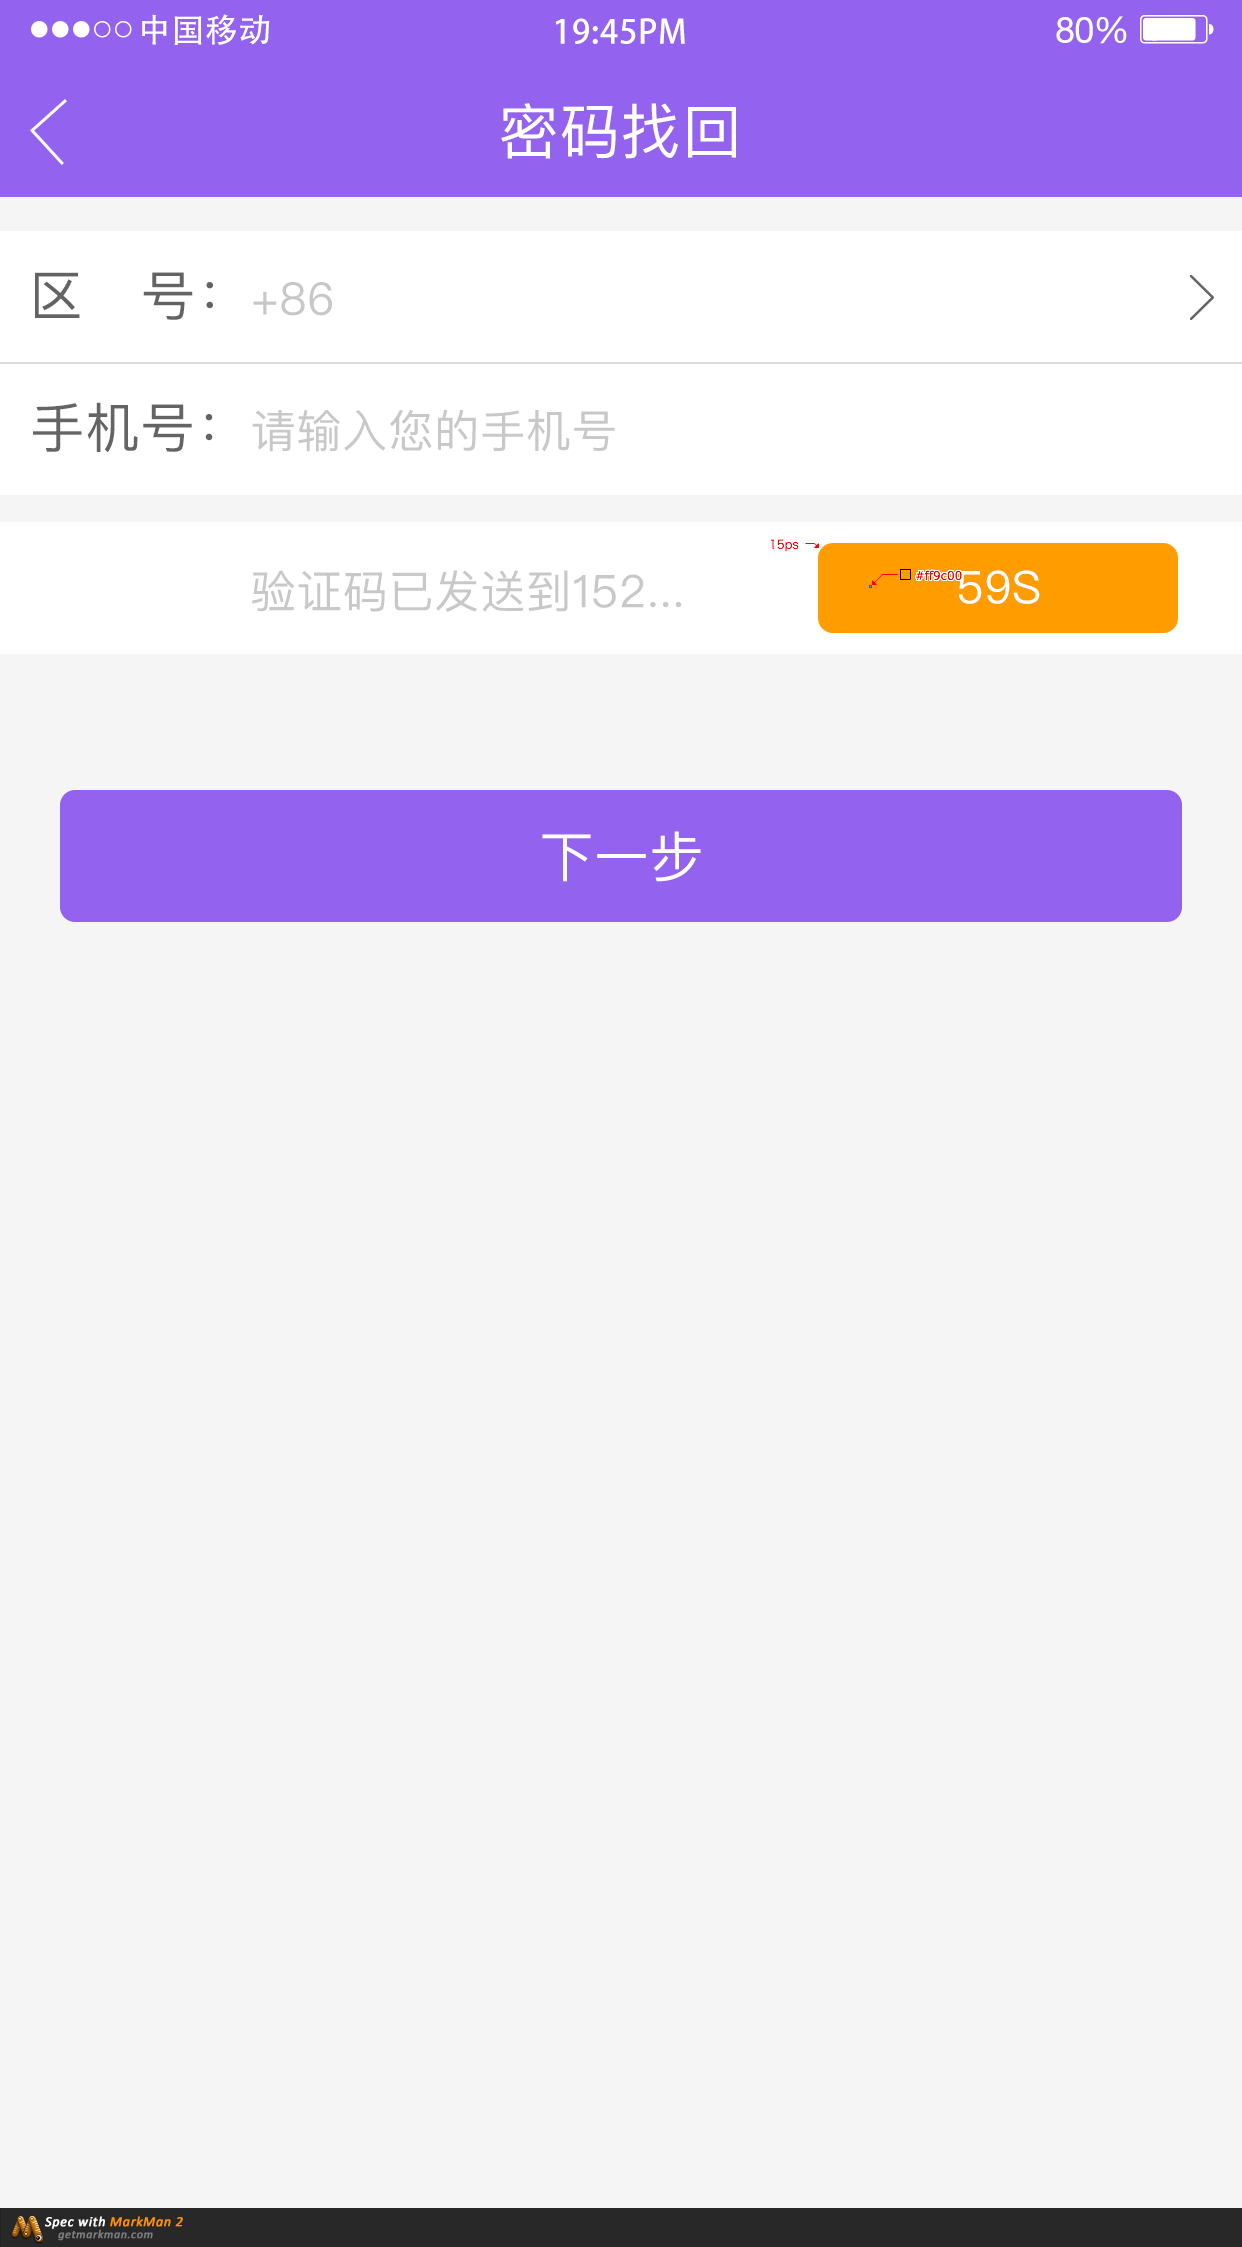 中国移动 19:45PM 80%
密码找回
区 号： +86
手机号： 请输入您的手机号
15ps
验证码已发送到152... #ff9c00 59S
下一步
Spec with MarkMan 2
getmarkman.com